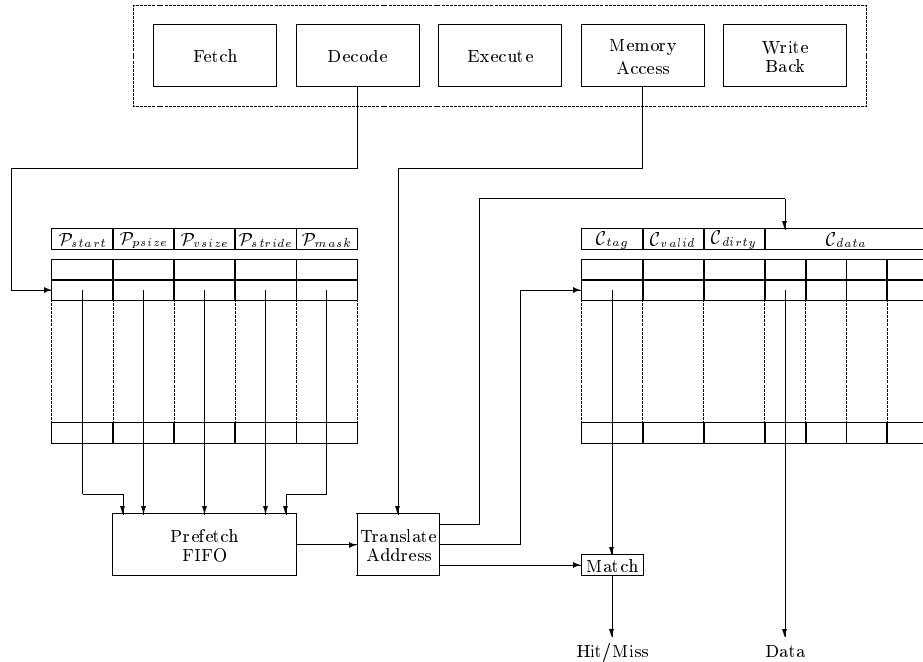 Fetch
Decode
Execute
Memory
Access
Write
Back
𝒫start 𝒫psize 𝒫vsize 𝒫stride 𝒫mask
𝒞tag 𝒞valid 𝒞dirty 𝒞data
Prefetch
FIFO
Translate
Address
Match
Hit/Miss
Data